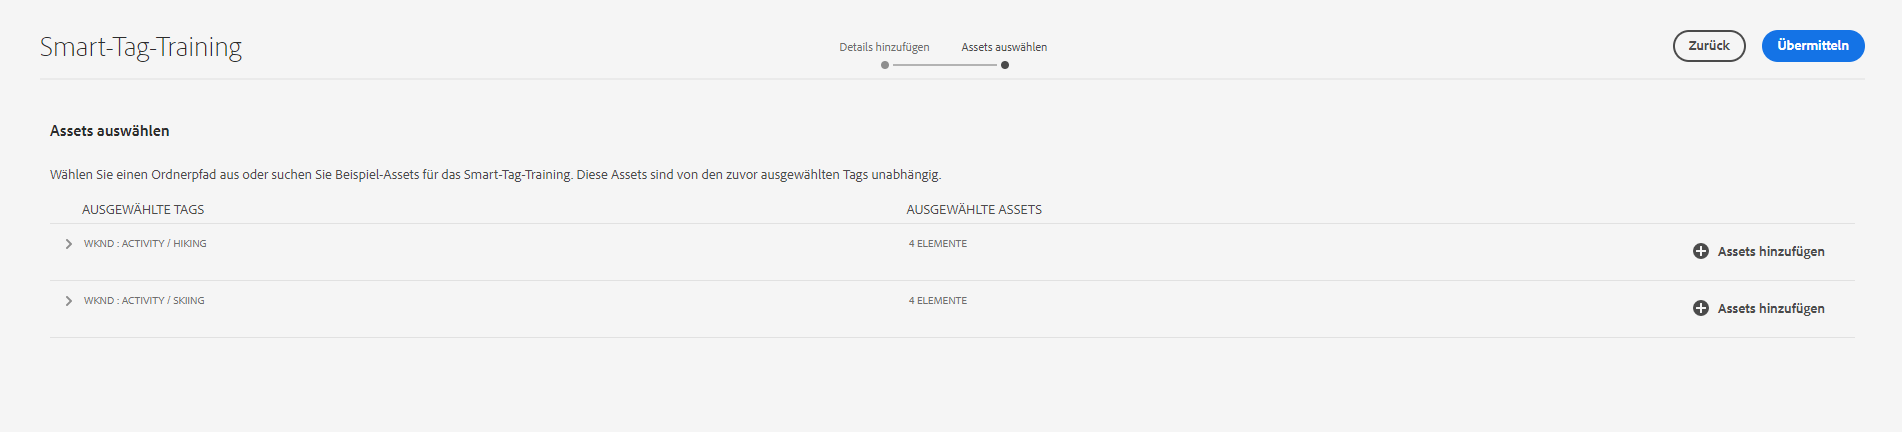 Smart-Tag-Training
Details hinzufügen
Assets auswählen
Zurück
Übermitteln
Assets auswählen
Wählen Sie einen Ordnerpfad aus oder suchen Sie Beispiel-Assets für das Smart-Tag-Training. Diese Assets sind von den zuvor ausgewählten Tags unabhängig.
AUSGEWÄHLTE TAGS
AUSGEWÄHLTE ASSETS
WKND : ACTIVITY / HIKING
4 ELEMENTE
Assets hinzufügen
WKND : ACTIVITY / SKIING
4 ELEMENTE
Assets hinzufügen